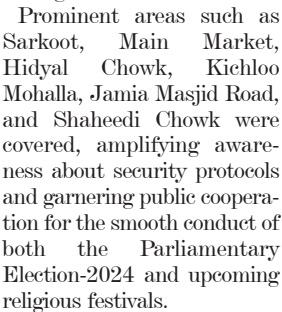 Prominent areas such as
Sarkoot, Main Market,
Hidyal Chowk, Kichloo
Mohalla, Jamia Masjid Road,
and Shaheedi Chowk were
covered, amplifying aware-
ness about security protocols
and garnering public coopera-
tion for the smooth conduct of
both the Parliamentary
Election-2024 and upcoming
religious festivals.